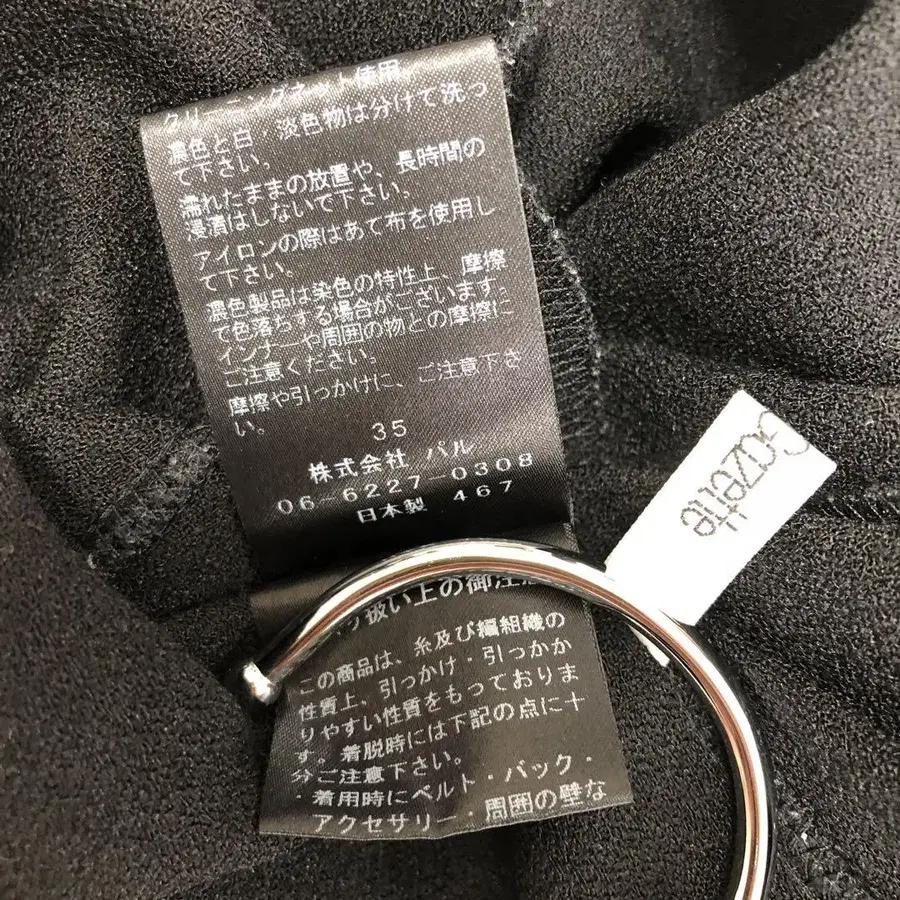 クリーニングネット使用
濃色と白・淡色物は分けて洗っ
て下さい。
濡れたままの放置や、長時間の
浸漬はしないで下さい。
アイロンの際はあて布を使用し
て下さい。
濃色製品は染色の特性上、摩擦
で色落ちする場合がございます。
インナーや周囲の物との摩擦に
ご注意ください。
摩擦や引っかけに、ご注意下さ
い。
35
株式会社 パル
06-6227-0308
日本製 467
Gazette
り扱い上の御注意
この商品は、糸及び編組織の
性質上、引っかけ・引っかか
りやすい性質をもっておりま
す。着脱時には下記の点に十
分ご注意下さい。
・着用時にベルト・バック・
アクセサリー・周囲の壁な